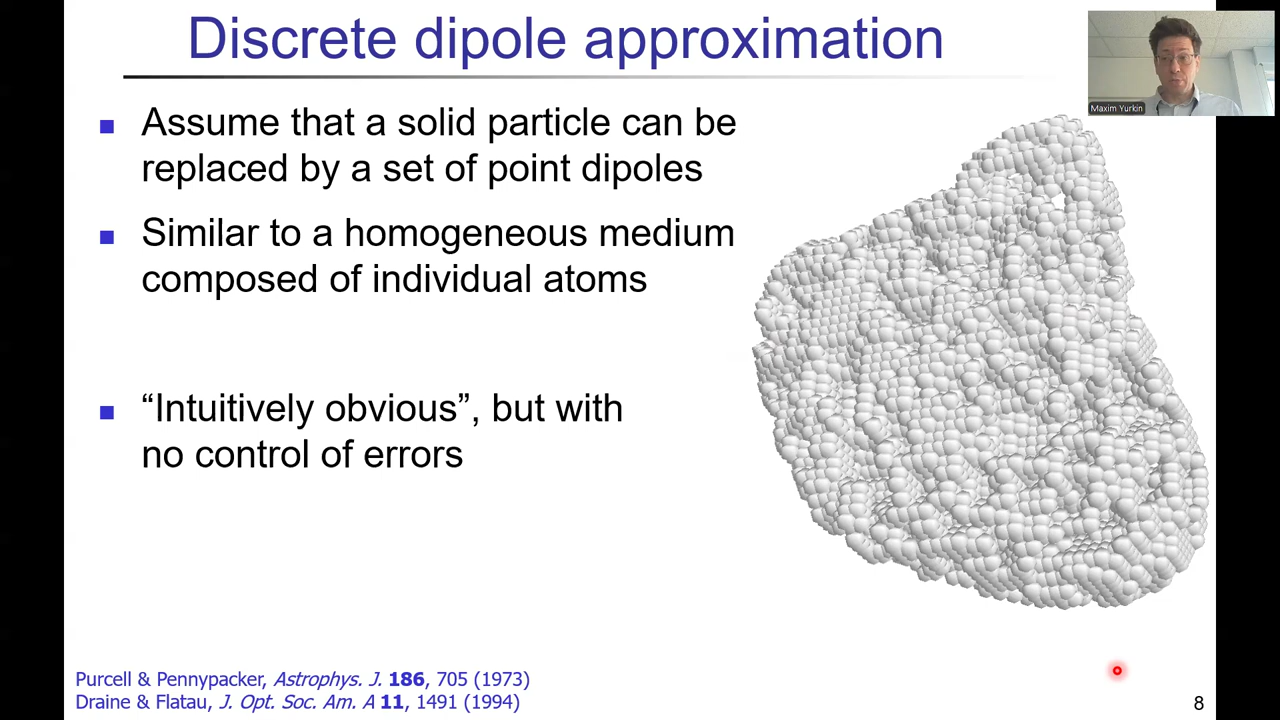 Discrete dipole approximation
Maxim Yurkin
Assume that a solid particle can be
replaced by a set of point dipoles
Similar to a homogeneous medium
composed of individual atoms
“Intuitively obvious”, but with
no control of errors
Purcell & Pennypacker, Astrophys. J. 186, 705 (1973)
Draine & Flatau, J. Opt. Soc. Am. A 11, 1491 (1994)
8